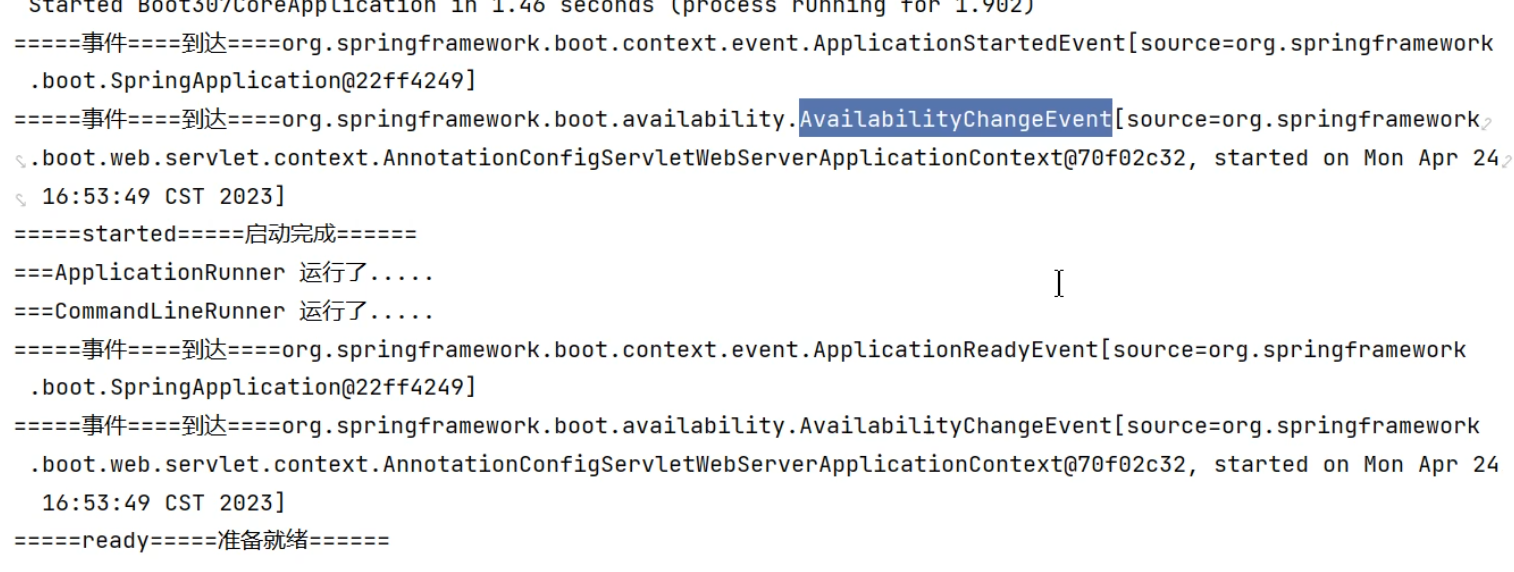 Started Boot307CoreApplication in 1.46 seconds (process running for 1.902)
=====事件====到达====org.springframework.boot.context.event.ApplicationStartedEvent[source=org.springframework
.boot.SpringApplication@22ff4249]
=====事件====到达====org.springframework.boot.availability.AvailabilityChangeEvent[source=org.springframework
.boot.web.servlet.context.AnnotationConfigServletWebServerApplicationContext@70f02c32, started on Mon Apr 24
16:53:49 CST 2023]
=====started=====启动完成======
===ApplicationRunner 运行了.....
===CommandLineRunner 运行了.....
=====事件====到达====org.springframework.boot.context.event.ApplicationReadyEvent[source=org.springframework
.boot.SpringApplication@22ff4249]
=====事件====到达====org.springframework.boot.availability.AvailabilityChangeEvent[source=org.springframework
.boot.web.servlet.context.AnnotationConfigServletWebServerApplicationContext@70f02c32, started on Mon Apr 24
16:53:49 CST 2023]
=====ready=====准备就绪======